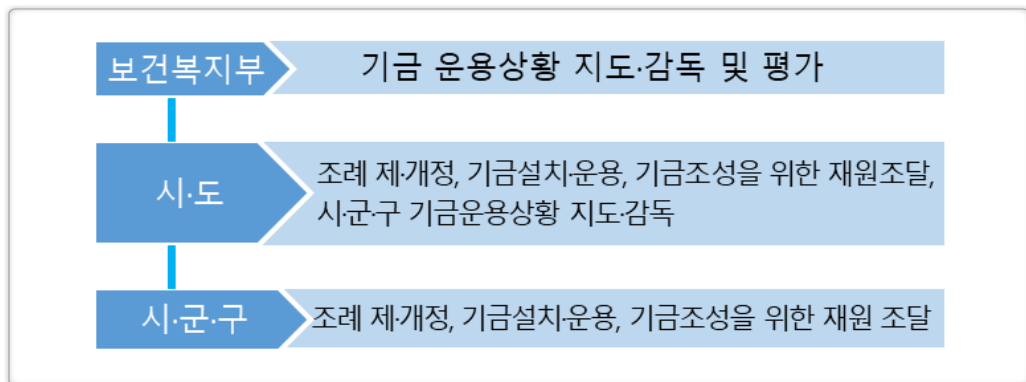 보건복지부
기금 운용상황 지도·감독 및 평가
시·도
조례 제·개정, 기금설치·운용, 기금조성을 위한 재원조달,
시·군·구 기금운용상황 지도·감독
시·군·구
조례 제·개정, 기금설치·운용, 기금조성을 위한 재원 조달